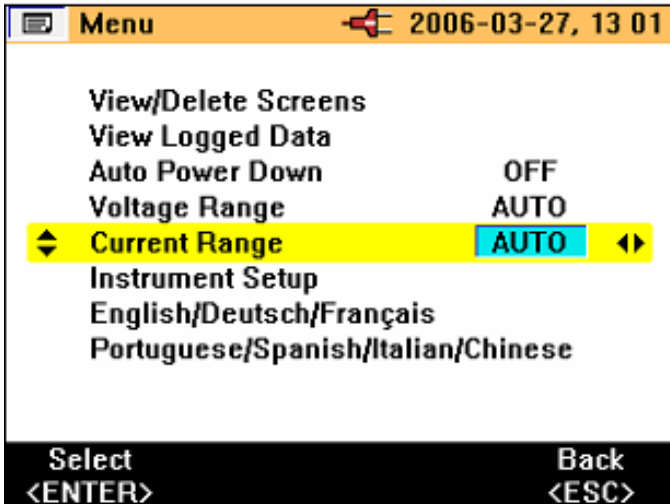 Menu 2006-03-27, 13 01
View/Delete Screens
View Logged Data
Auto Power Down OFF
Voltage Range AUTO
Current Range AUTO
Instrument Setup
English/Deutsch/Français
Portuguese/Spanish/Italian/Chinese
Select Back
<ENTER> <ESC>